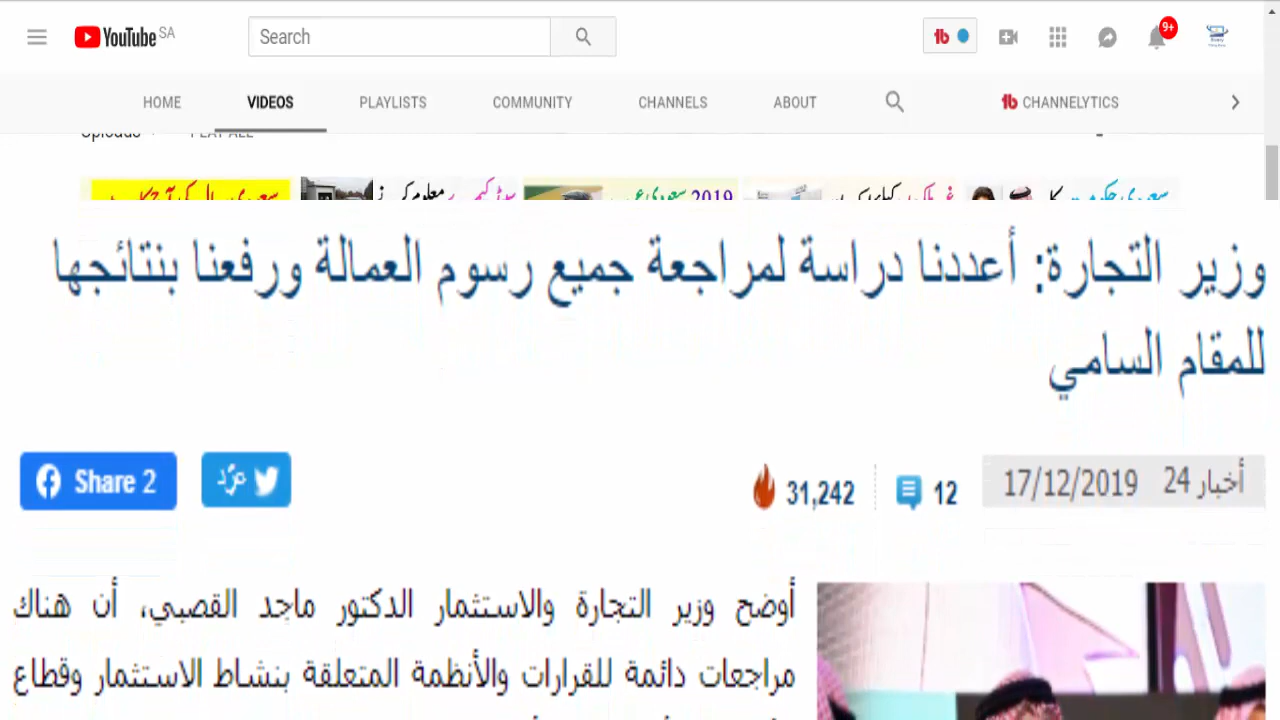 YouTube SA
Search
9+
HOME VIDEOS PLAYLISTS COMMUNITY CHANNELS ABOUT CHANNELYTICS
2019
وزير التجارة: أعددنا دراسة لمراجعة جميع رسوم العمالة ورفعنا بنتائجها
للمقام السامي
Share 2
غرّد
31,242
12
أخبار 24 17/12/2019
أوضح وزير التجارة والاستثمار الدكتور ماجد القصبي، أن هناك
مراجعات دائمة للقرارات والأنظمة المتعلقة بنشاط الاستثمار وقطاع